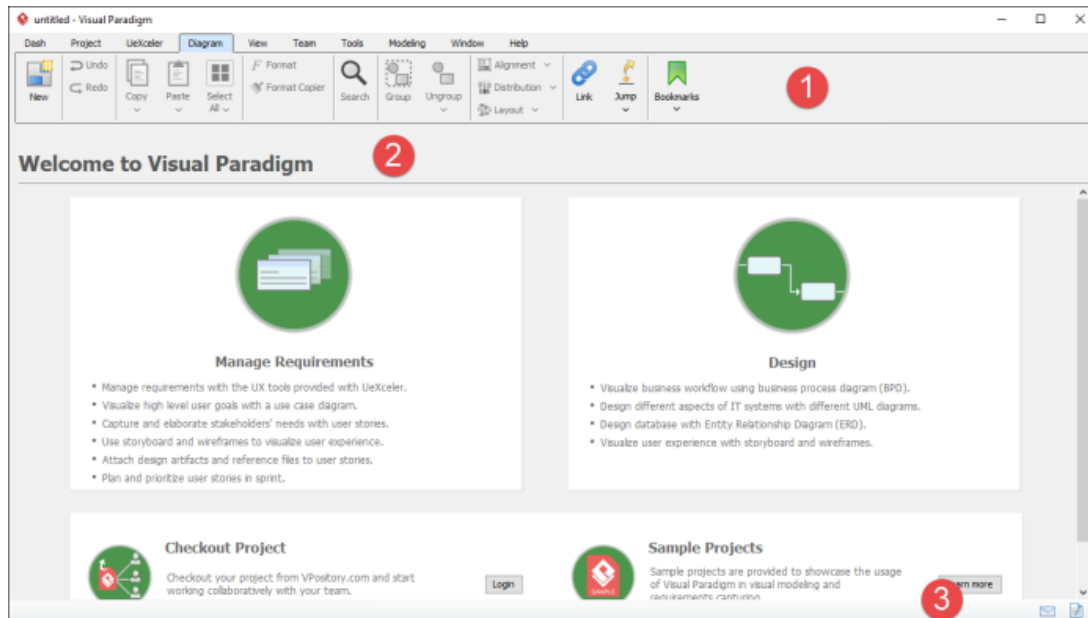 untitled - Visual Paradigm
Dash Project UeXceler Diagram View Team Tools Modeling Window Help
New Undo Redo Copy Paste Select All Format Format Copier Search Group Ungroup Alignment Distribution Layout Link Jump Bookmarks
1
Welcome to Visual Paradigm
2
Manage Requirements
• Manage requirements with the UX tools provided with UeXceler.
• Visualize high level user goals with a use case diagram.
• Capture and elaborate stakeholders' needs with user stories.
• Use storyboard and wireframes to visualize user experience.
• Attach design artifacts and reference files to user stories.
• Plan and prioritize user stories in sprint.
Design
• Visualize business workflow using business process diagram (BPD).
• Design different aspects of IT systems with different UML diagrams.
• Design database with Entity Relationship Diagram (ERD).
• Visualize user experience with storyboard and wireframes.
Checkout Project
Checkout your project from VPository.com and start
working collaboratively with your team.
Login
SAMPLE
Sample Projects
Sample projects are provided to showcase the usage
of Visual Paradigm in visual modeling and
requirements capturing.
more
3